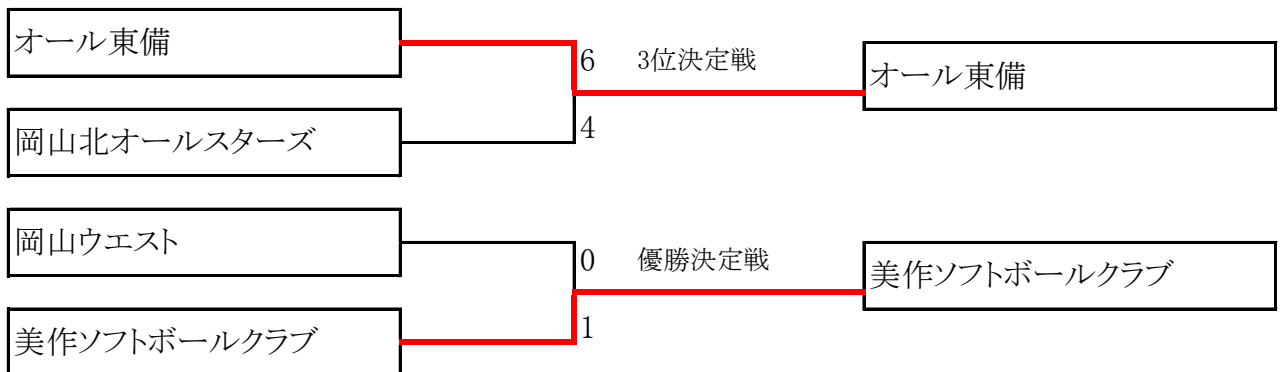 オール東備
6 3位決定戦
オール東備
岡山北オールスターズ
4
岡山ウエスト
0 優勝決定戦
美作ソフトボールクラブ
美作ソフトボールクラブ
1